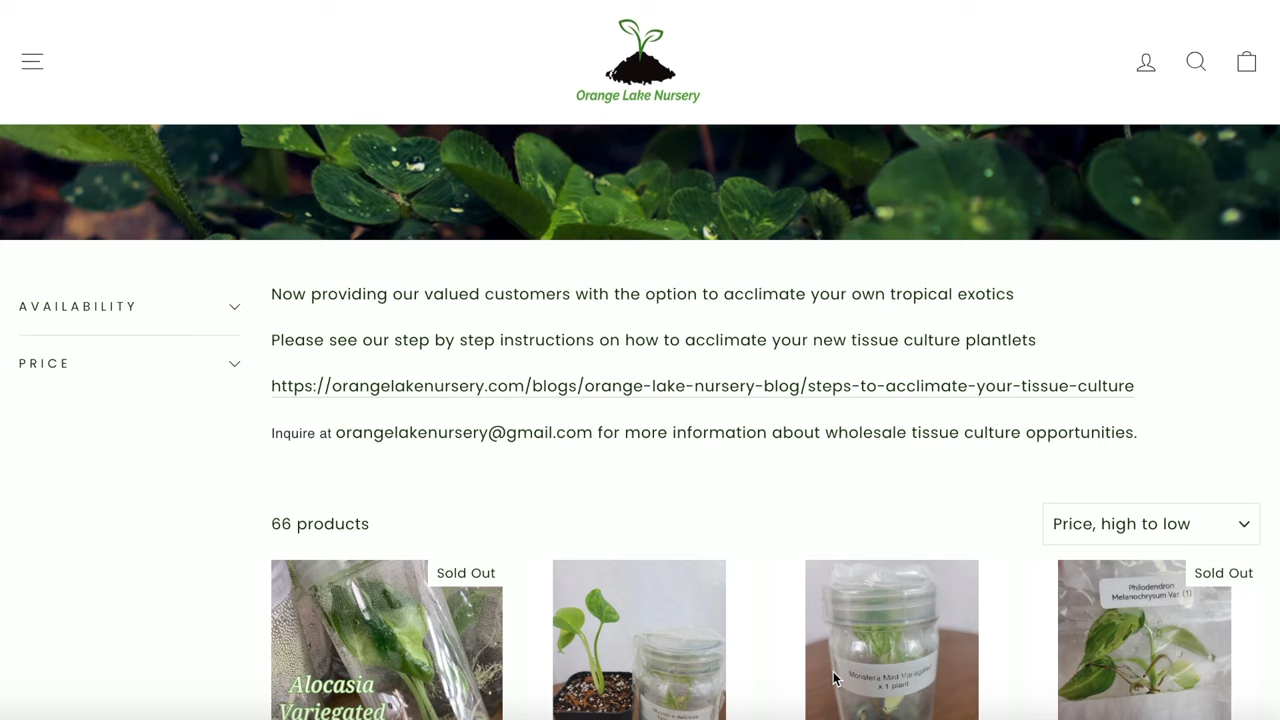 Orange Lake Nursery
AVAILABILITY
PRICE
Now providing our valued customers with the option to acclimate your own tropical exotics
Please see our step by step instructions on how to acclimate your new tissue culture plantlets
https://orangelakenursery.com/blogs/orange-lake-nursery-blog/steps-to-acclimate-your-tissue-culture
Inquire at orangelakenursery@gmail.com for more information about wholesale tissue culture opportunities.
66 products
Price, high to low
Sold Out
Alocasia
Variegated
Monstera Mint Variegated
x 1 plant
Sold Out
Philodendron
Melanochrysum Var. (1)